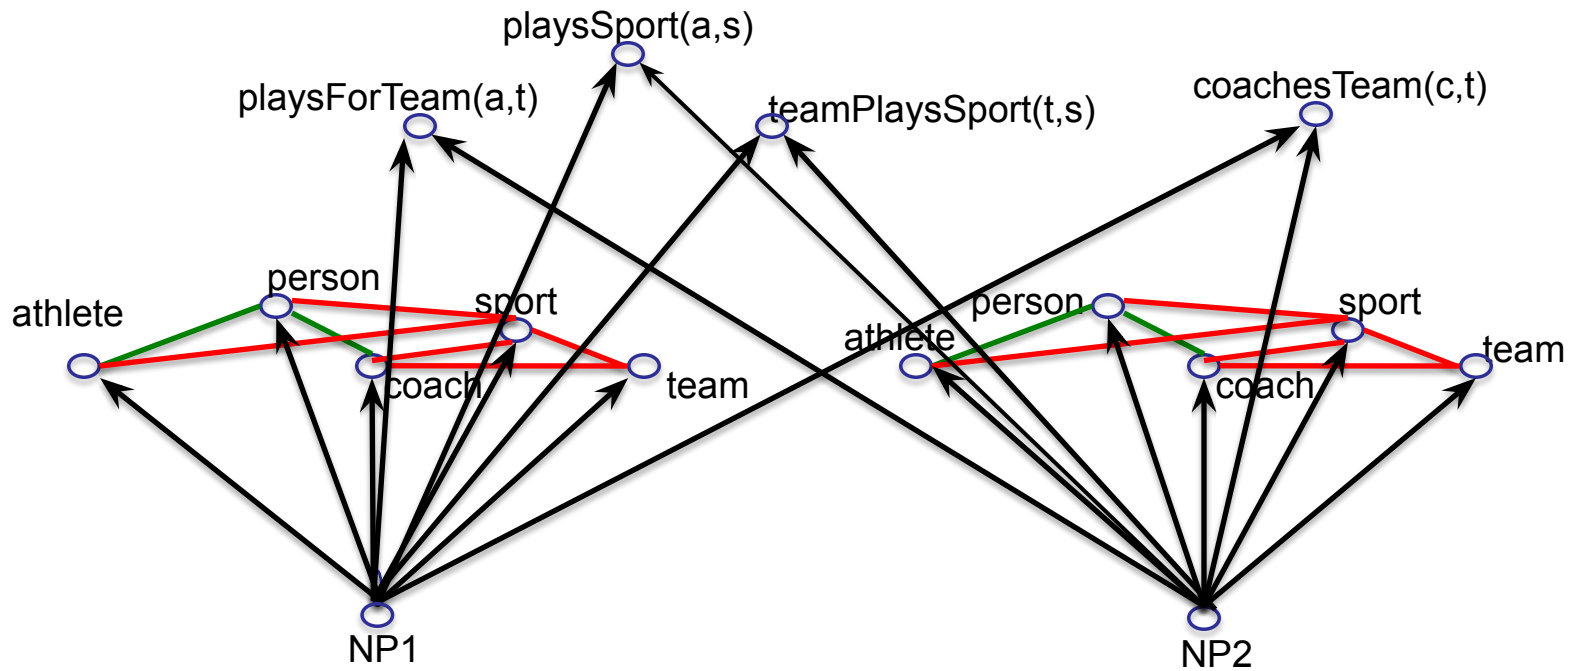 playsSport(a,s)
playsForTeam(a,t)
teamPlaysSport(t,s)
coachesTeam(c,t)
person
sport
athlete
coach
team
person
sport
athlete
coach
team
NP1
NP2